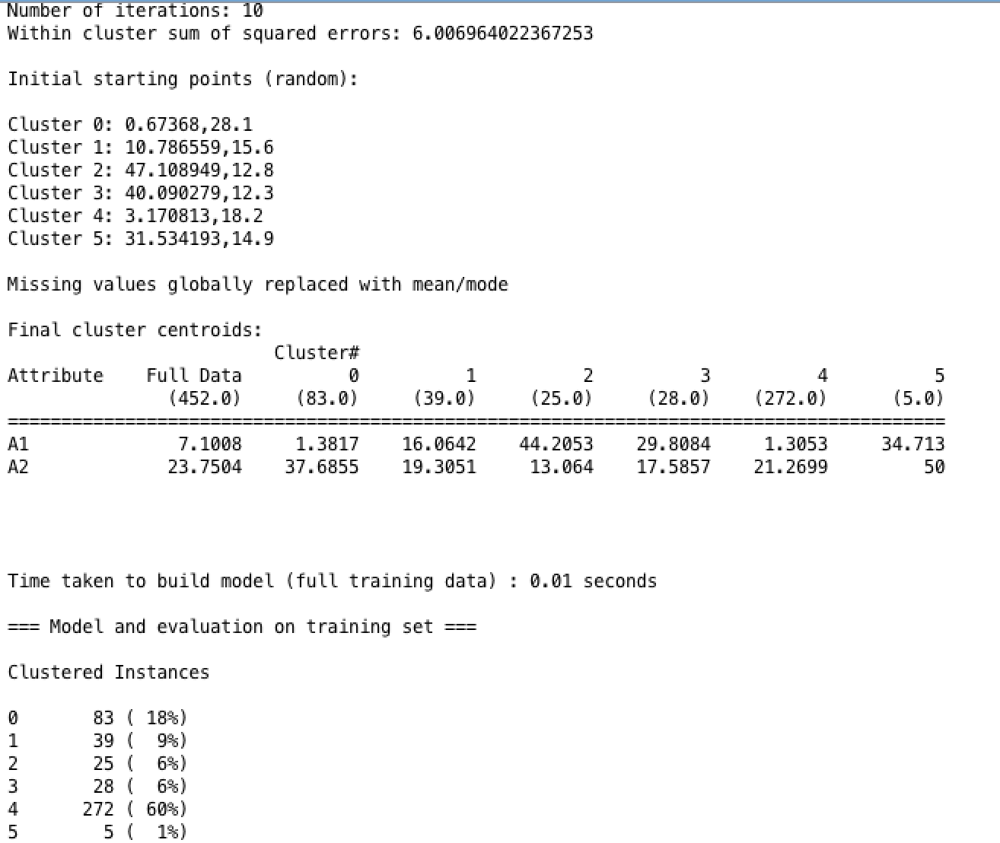 Number of iterations: 10
Within cluster sum of squared errors: 6.006964022367253
Initial starting points (random):
Cluster 0: 0.67368,28.1
Cluster 1: 10.786559,15.6
Cluster 2: 47.108949,12.8
Cluster 3: 40.090279,12.3
Cluster 4: 3.170813,18.2
Cluster 5: 31.534193,14.9
Missing values globally replaced with mean/mode
Final cluster centroids:
Cluster#
Attribute    Full Data          0          1          2          3          4          5
(452.0)     (83.0)     (39.0)     (25.0)     (28.0)    (272.0)      (5.0)
========================================================================================
A1              7.1008     1.3817    16.0642    44.2053    29.8084     1.3053     34.713
A2             23.7504    37.6855    19.3051     13.064    17.5857    21.2699         50
Time taken to build model (full training data) : 0.01 seconds
=== Model and evaluation on training set ===
Clustered Instances
0       83 ( 18%)
1       39 (  9%)
2       25 (  6%)
3       28 (  6%)
4      272 ( 60%)
5        5 (  1%)